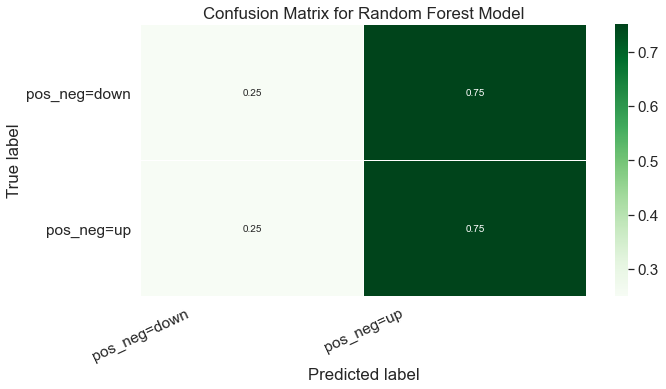 Confusion Matrix for Random Forest Model
True label
pos_neg=down
0.25
0.75
pos_neg=up
0.25
0.75
pos_neg=down
pos_neg=up
Predicted label
0.7
0.6
0.5
0.4
0.3